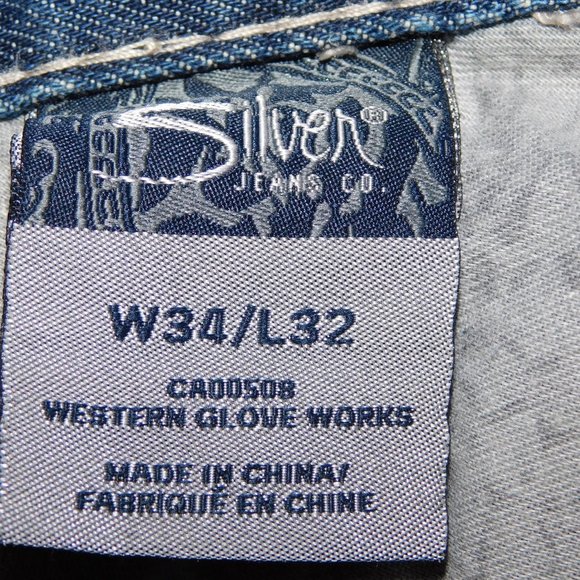 Silver®
JEANS CO.
W34/L32
CA00508
WESTERN GLOVE WORKS
MADE IN CHINA/
FABRIQUÉ EN CHINE